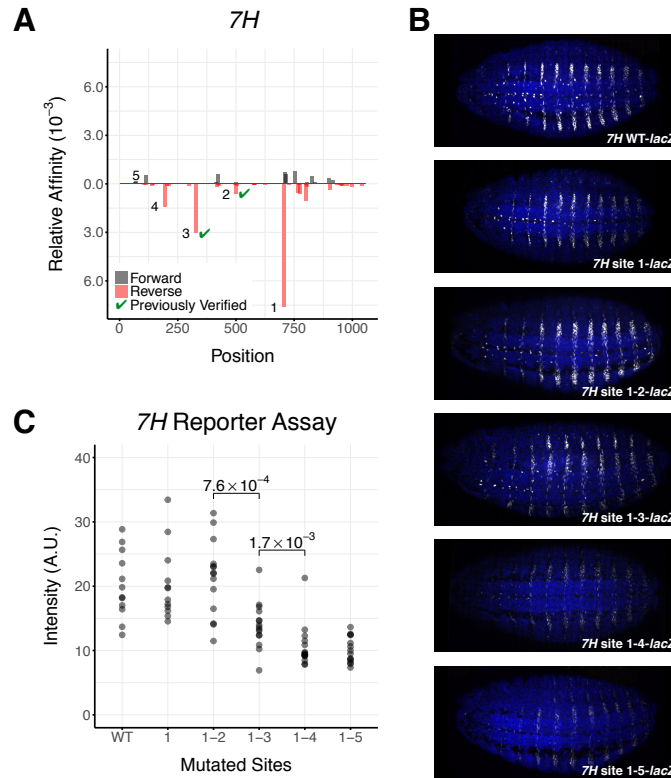 A
7H
Relative Affinity (10⁻³)
6.0
3.0
0.0
3.0
6.0
5
4
3
2
1
Forward
Reverse
✔ Previously Verified
0
250
500
750
1000
Position
B
7H WT-lacZ
7H site 1-lacZ
7H site 1-2-lacZ
7H site 1-3-lacZ
7H site 1-4-lacZ
7H site 1-5-lacZ
C
7H Reporter Assay
Intensity (A.U.)
40
30
20
10
0
7.6×10⁻⁴
1.7×10⁻³
WT
1
1−2
1−3
1−4
1−5
Mutated Sites